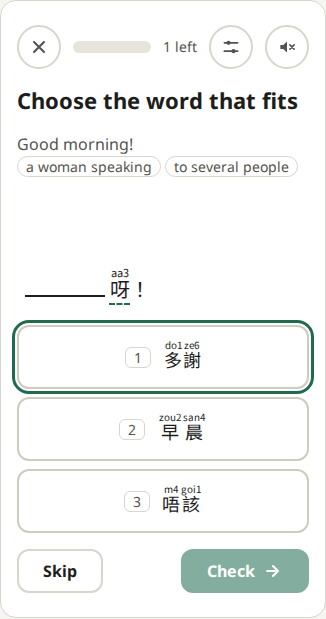 1 left
Choose the word that fits
Good morning!
a woman speaking to several people
aa3
______ 呀！
do1 ze6
1 多謝
zou2 san4
2 早晨
m4 goi1
3 唔該
Skip Check →